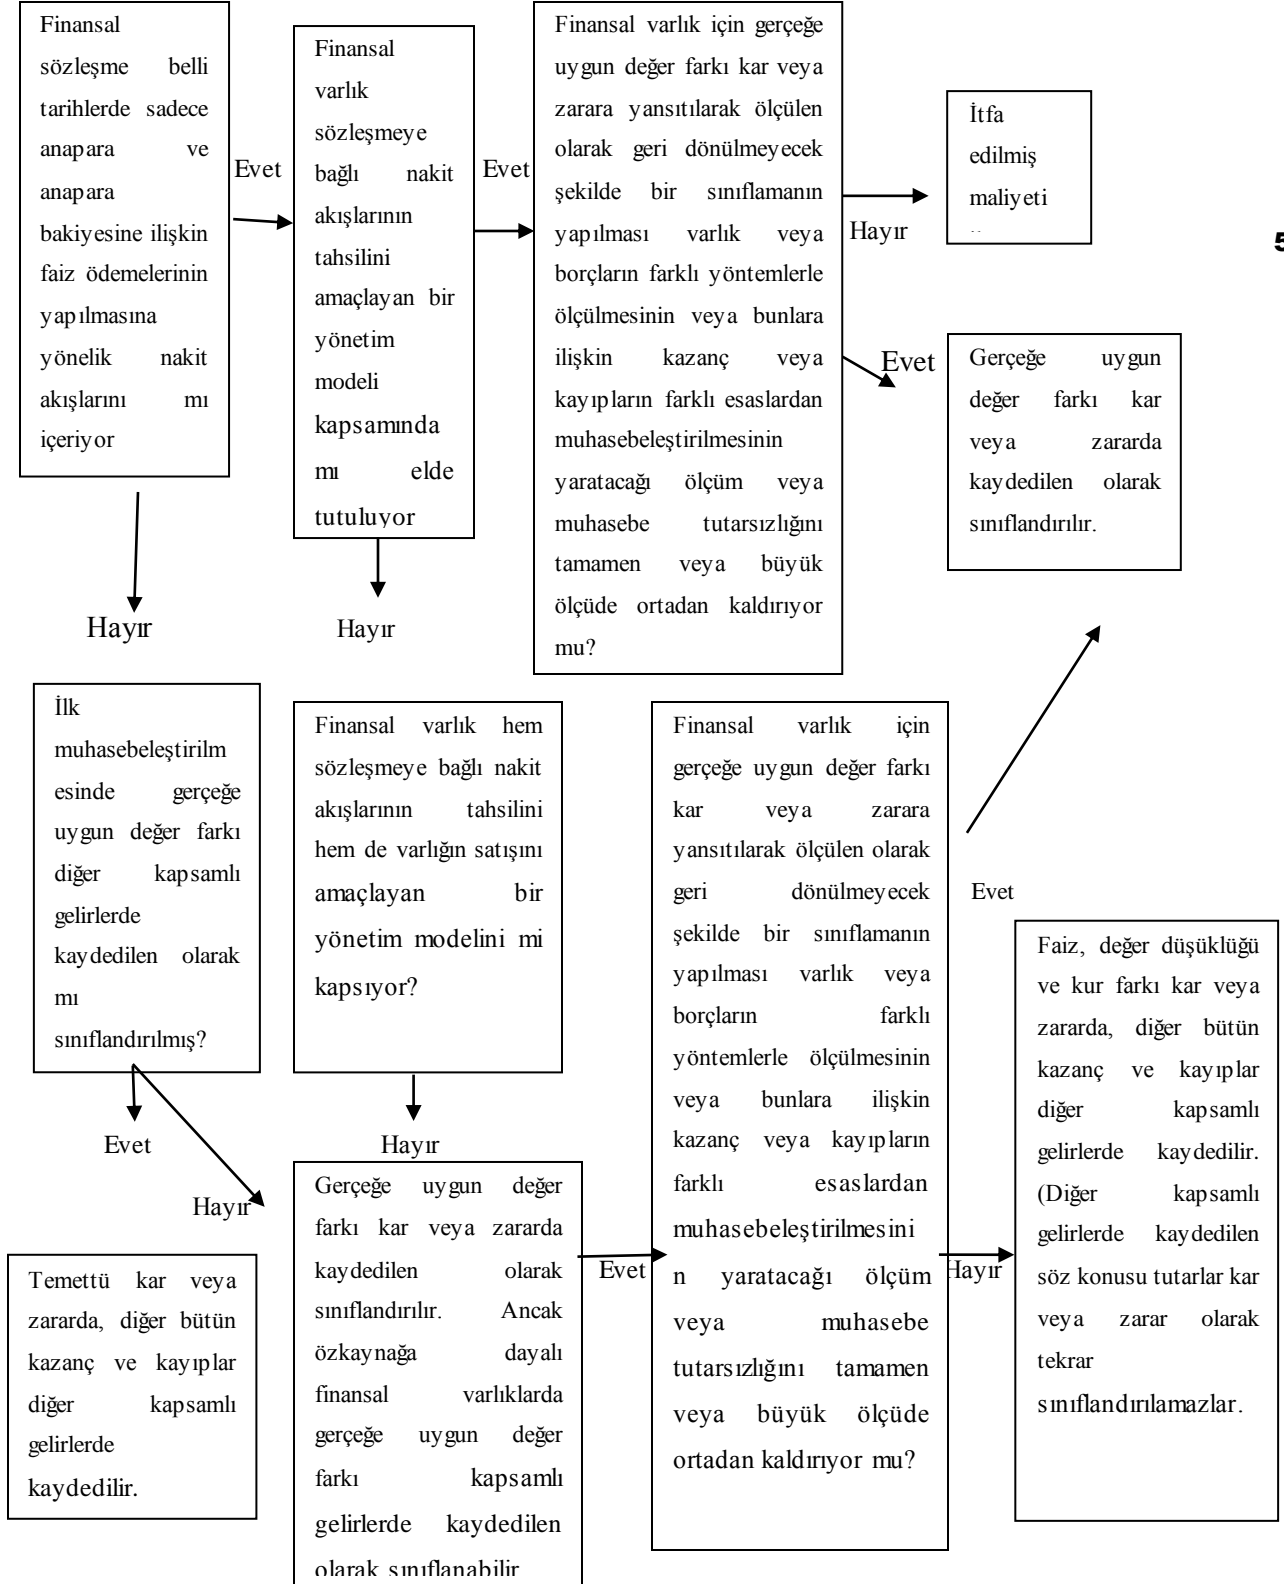 Finansal
sözleşme belli
tarihlerde sadece
anapara ve
anapara
bakiyesine ilişkin
faiz ödemelerinin
yapılmasına
yönelik nakit
akışlarını mı
içeriyor
Evet
Finansal
varlık
sözleşmeye
bağlı nakit
akışlarının
tahsilini
amaçlayan bir
yönetim
modeli
kapsamında
mı elde
tutuluyor
Evet
Finansal varlık için gerçeğe
uygun değer farkı kar veya
zarara yansıtılarak ölçülen
olarak geri dönülmeyecek
şekilde bir sınıflamanın
yapılması varlık veya
borçların farklı yöntemlerle
ölçülmesinin veya bunlara
ilişkin kazanç veya
kayıpların farklı esaslardan
muhasebeleştirilmesinin
yaratacağı ölçüm veya
muhasebe tutarsızlığını
tamamen veya büyük
ölçüde ortadan kaldırıyor
mu?
Hayır
İtfa
edilmiş
maliyeti
5
Evet
Gerçeğe uygun
değer farkı kar
veya zararda
kaydedilen olarak
sınıflandırılır.
Hayır
Hayır
İlk
muhasebeleştirilm
esinde gerçeğe
uygun değer farkı
diğer kapsamlı
gelirlerde
kaydedilen olarak
mı
sınıflandırılmış?
Finansal varlık hem
sözleşmeye bağlı nakit
akışlarının tahsilini
hem de varlığın satışını
amaçlayan bir
yönetim modelini mi
kapsıyor?
Finansal varlık için
gerçeğe uygun değer farkı
kar veya zarara
yansıtılarak ölçülen olarak
geri dönülmeyecek
şekilde bir sınıflamanın
yapılması varlık veya
borçların farklı
yöntemlerle ölçülmesinin
veya bunlara ilişkin
kazanç veya kayıpların
farklı esaslardan
muhasebeleştirilmesini
n yaratacağı ölçüm
veya muhasebe
tutarsızlığını tamamen
veya büyük ölçüde
ortadan kaldırıyor mu?
Evet
Faiz, değer düşüklüğü
ve kur farkı kar veya
zararda, diğer bütün
kazanç ve kayıplar
diğer kapsamlı
gelirlerde kaydedilir.
(Diğer kapsamlı
gelirlerde kaydedilen
söz konusu tutarlar kar
veya zarar olarak
tekrar
sınıflandırılamazlar.
Evet
Hayır
Hayır
Temettü kar veya
zararda, diğer bütün
kazanç ve kayıplar
diğer kapsamlı
gelirlerde
kaydedilir.
Gerçeğe uygun değer
farkı kar veya zararda
kaydedilen olarak
sınıflandırılır. Ancak
özkaynağa dayalı
finansal varlıklarda
gerçeğe uygun değer
farkı kapsamlı
gelirlerde kaydedilen
olarak sınıflanabilir
Evet
Hayır